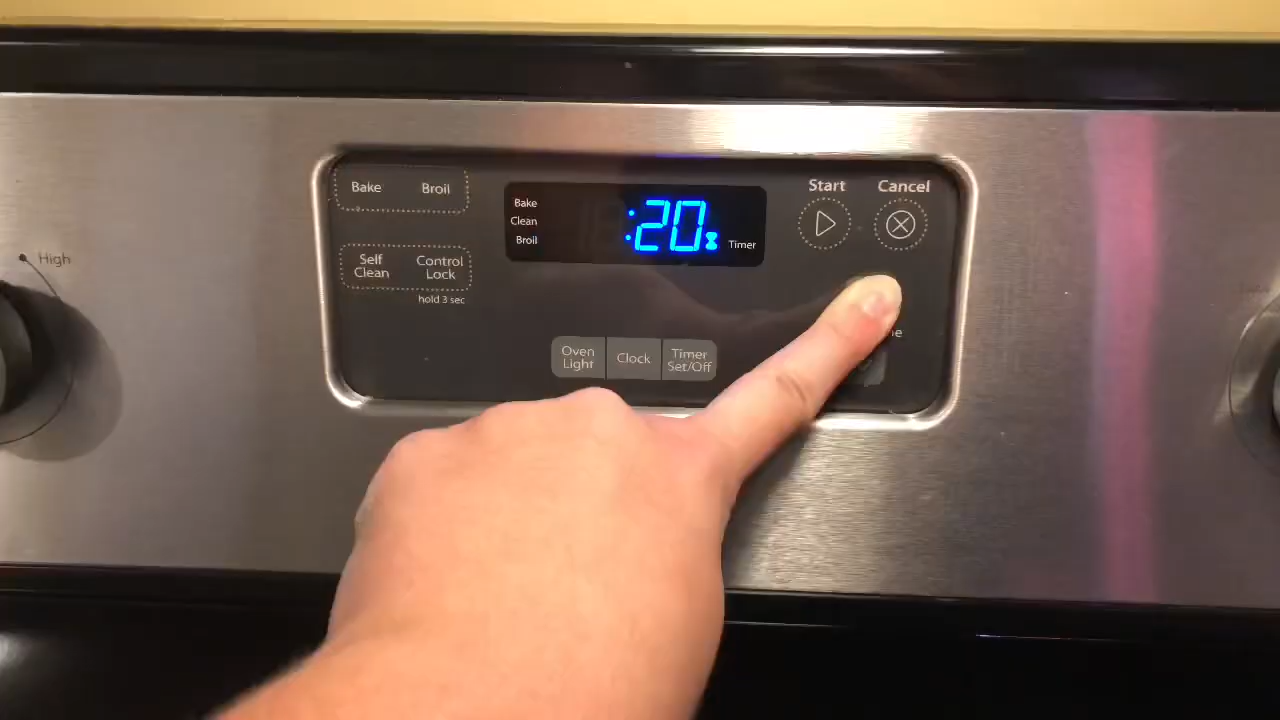 Bake Broil
Self Clean
Control Lock
hold 3 sec
Bake
Clean
Broil
:20
Timer
Start Cancel
Oven Light
Clock
Timer Set/Off
High